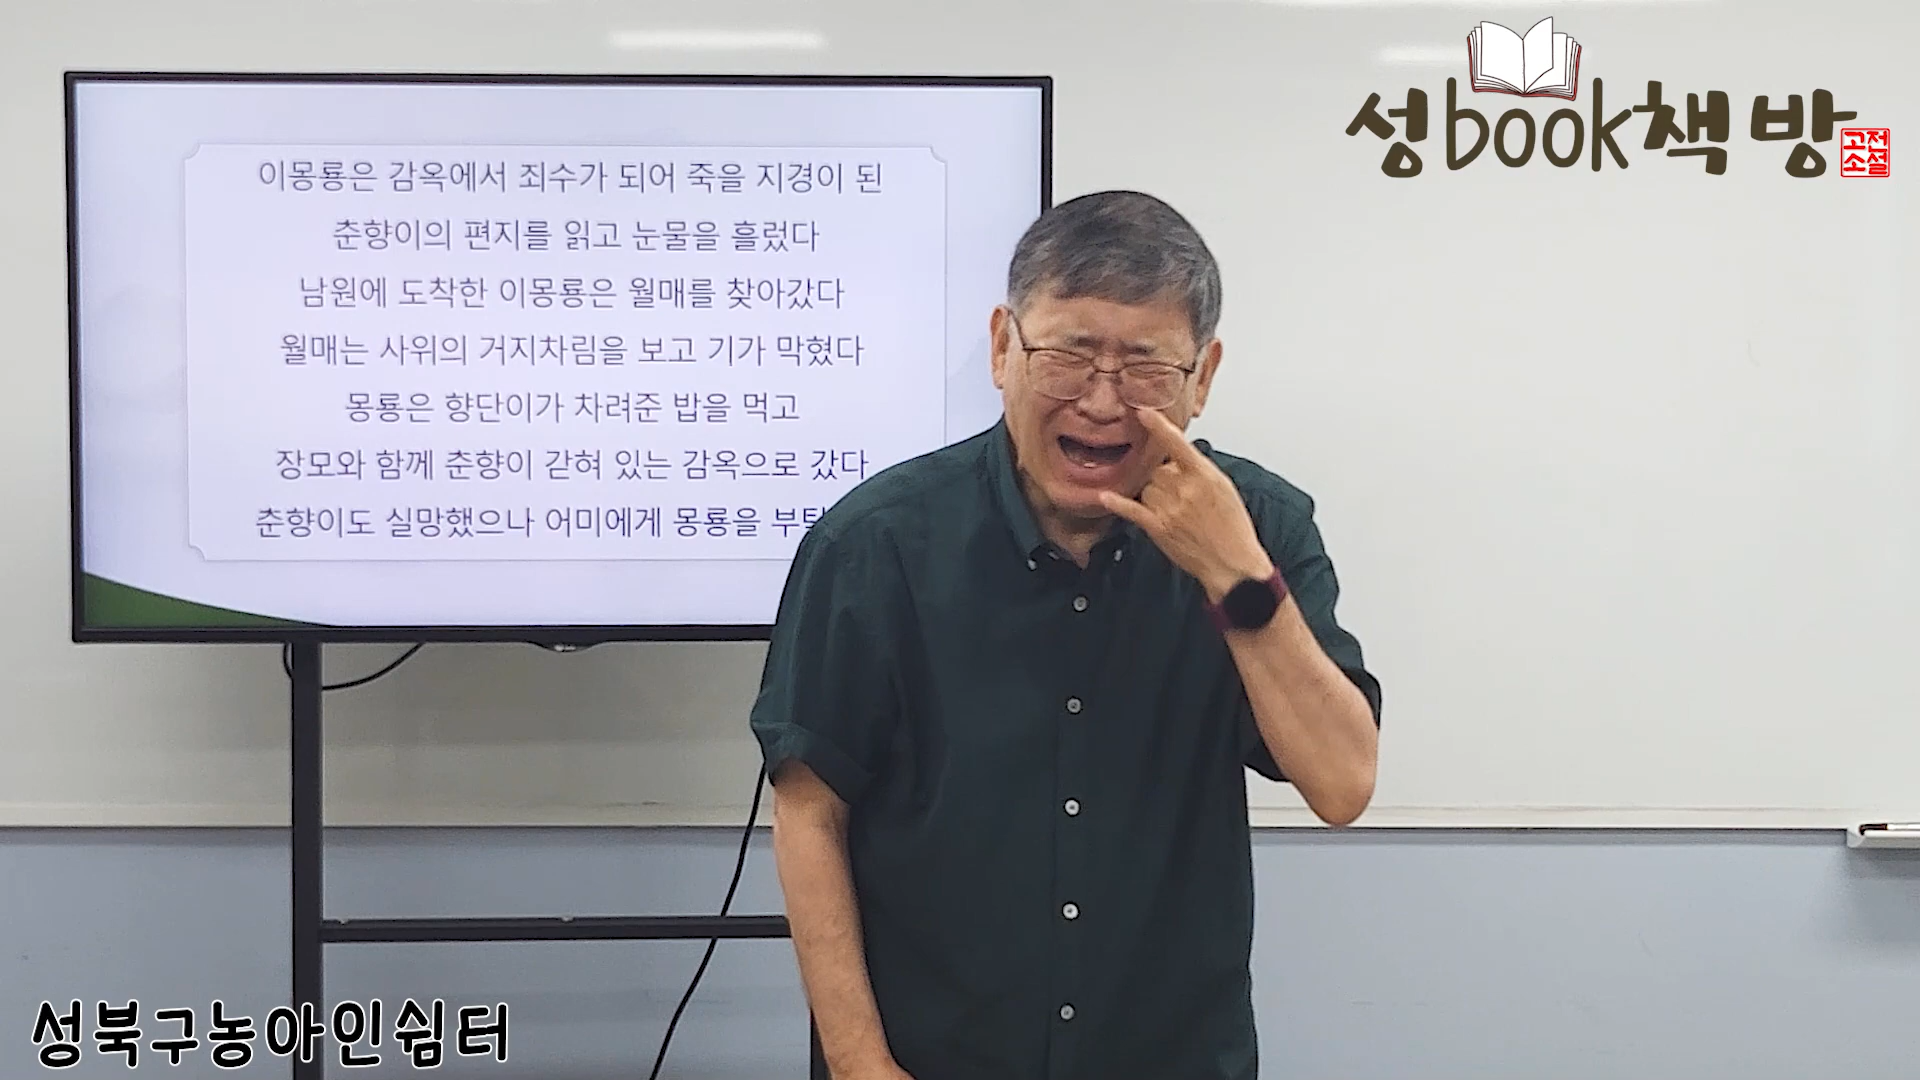 성book책방
고전
소설
이몽룡은 감옥에서 죄수가 되어 죽을 지경이 된
춘향이의 편지를 읽고 눈물을 흘렸다
남원에 도착한 이몽룡은 월매를 찾아갔다
월매는 사위의 거지차림을 보고 기가 막혔다
몽룡은 향단이가 차려준 밥을 먹고
장모와 함께 춘향이 갇혀 있는 감옥으로 갔다
춘향이도 실망했으나 어미에게 몽룡을
성북구농아인쉼터